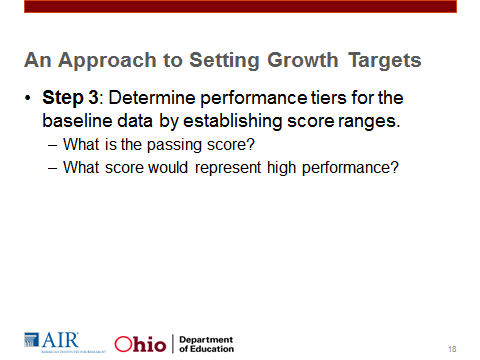 An Approach to Setting Growth Targets
• Step 3: Determine performance tiers for the
baseline data by establishing score ranges.
– What is the passing score?
– What score would represent high performance?
AIR
AMERICAN INSTITUTES FOR RESEARCH
Ohio
Department
of Education
18